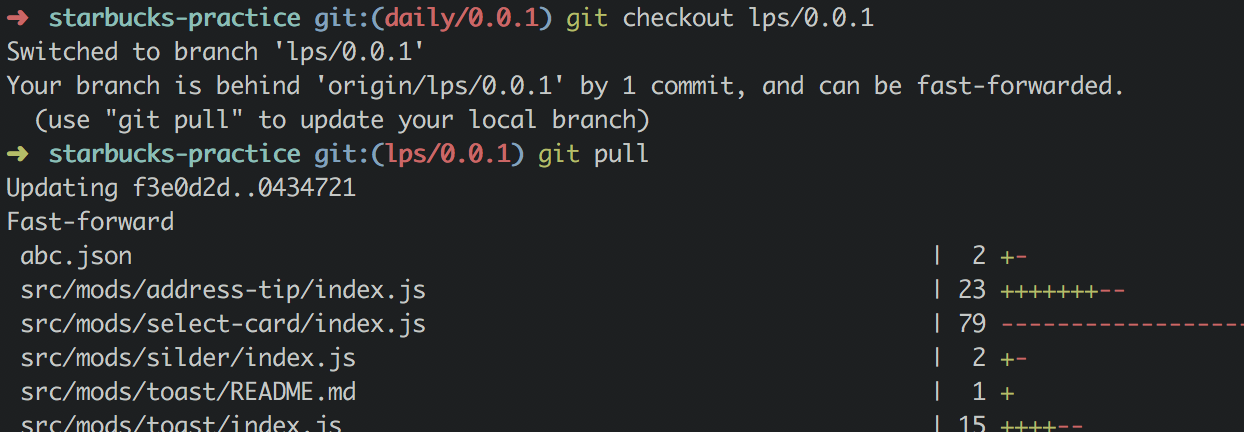 ➜ starbucks-practice git:(daily/0.0.1) git checkout lps/0.0.1
Switched to branch 'lps/0.0.1'
Your branch is behind 'origin/lps/0.0.1' by 1 commit, and can be fast-forwarded.
(use "git pull" to update your local branch)
➜ starbucks-practice git:(lps/0.0.1) git pull
Updating f3e0d2d..0434721
Fast-forward
abc.json | 2 +-
src/mods/address-tip/index.js | 23 +++++++--
src/mods/select-card/index.js | 79 ------------------
src/mods/silder/index.js | 2 +-
src/mods/toast/README.md | 1 +
src/mods/toast/index.js | 15 ++++--